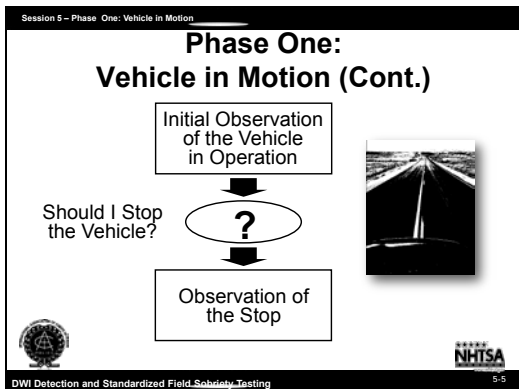 Session 5 – Phase One: Vehicle in Motion
Phase One:
Vehicle in Motion (Cont.)
Initial Observation
of the Vehicle
in Operation
Should I Stop
the Vehicle?
?
Observation of
the Stop
NHTSA
DWI Detection and Standardized Field Sobriety Testing
5-5